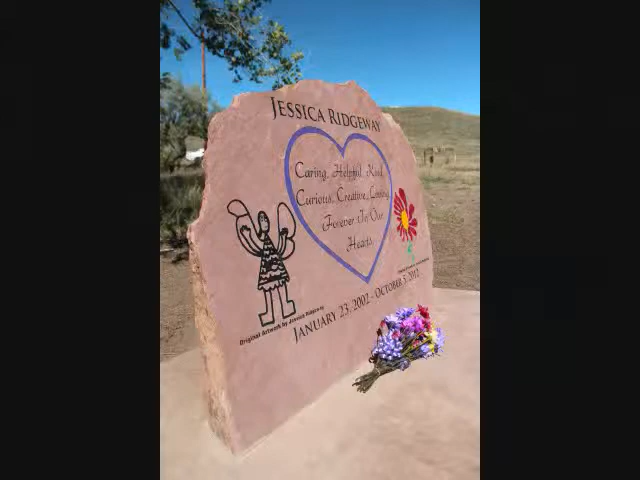 JESSICA RIDGEWAY
Caring, Helpful, Kind
Curious, Creative, Loving
Forever In Our
Hearts
Original Artwork by Jessica Ridgeway
JANUARY 23, 2002 - OCTOBER 5, 2012